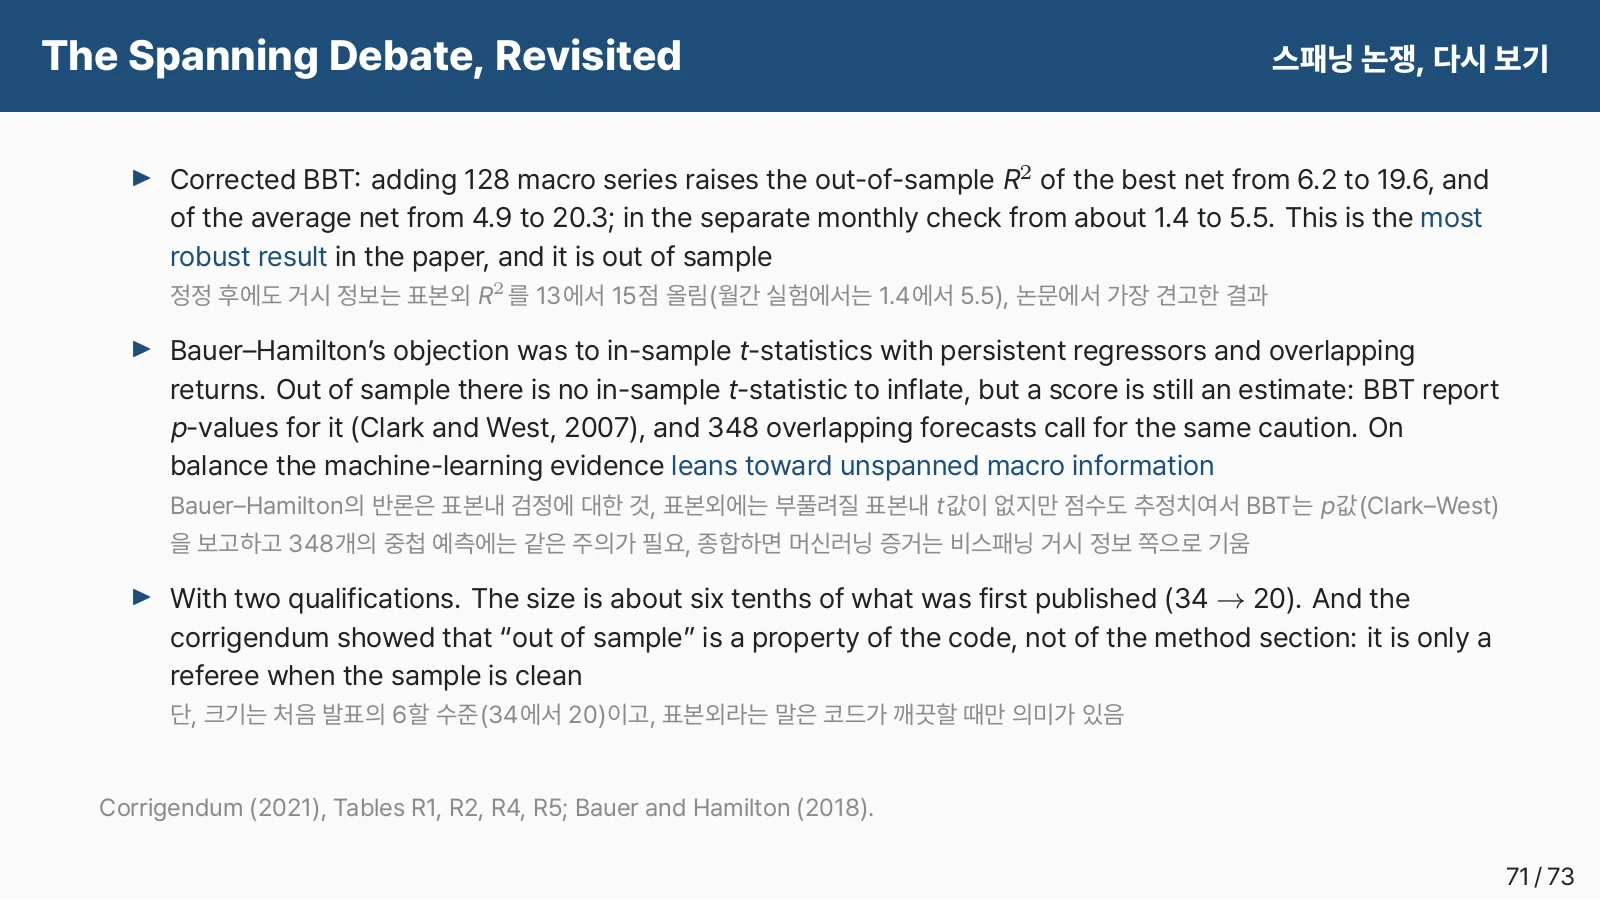 The Spanning Debate, Revisited
스패닝 논쟁, 다시 보기
▶ Corrected BBT: adding 128 macro series raises the out-of-sample R² of the best net from 6.2 to 19.6, and
of the average net from 4.9 to 20.3; in the separate monthly check from about 1.4 to 5.5. This is the most
robust result in the paper, and it is out of sample
정정 후에도 거시 정보는 표본외 R²를 13에서 15점 올림(월간 실험에서는 1.4에서 5.5), 논문에서 가장 견고한 결과
▶ Bauer–Hamilton’s objection was to in-sample t-statistics with persistent regressors and overlapping
returns. Out of sample there is no in-sample t-statistic to inflate, but a score is still an estimate: BBT report
p-values for it (Clark and West, 2007), and 348 overlapping forecasts call for the same caution. On
balance the machine-learning evidence leans toward unspanned macro information
Bauer–Hamilton의 반론은 표본내 검정에 대한 것, 표본외에는 부풀려질 표본내 t값이 없지만 점수도 추정치여서 BBT는 p값(Clark–West)
을 보고하고 348개의 중첩 예측에는 같은 주의가 필요, 종합하면 머신러닝 증거는 비스패닝 거시 정보 쪽으로 기움
▶ With two qualifications. The size is about six tenths of what was first published (34 → 20). And the
corrigendum showed that “out of sample” is a property of the code, not of the method section: it is only a
referee when the sample is clean
단, 크기는 처음 발표의 6할 수준(34에서 20)이고, 표본외라는 말은 코드가 깨끗할 때만 의미가 있음
Corrigendum (2021), Tables R1, R2, R4, R5; Bauer and Hamilton (2018).
71 / 73